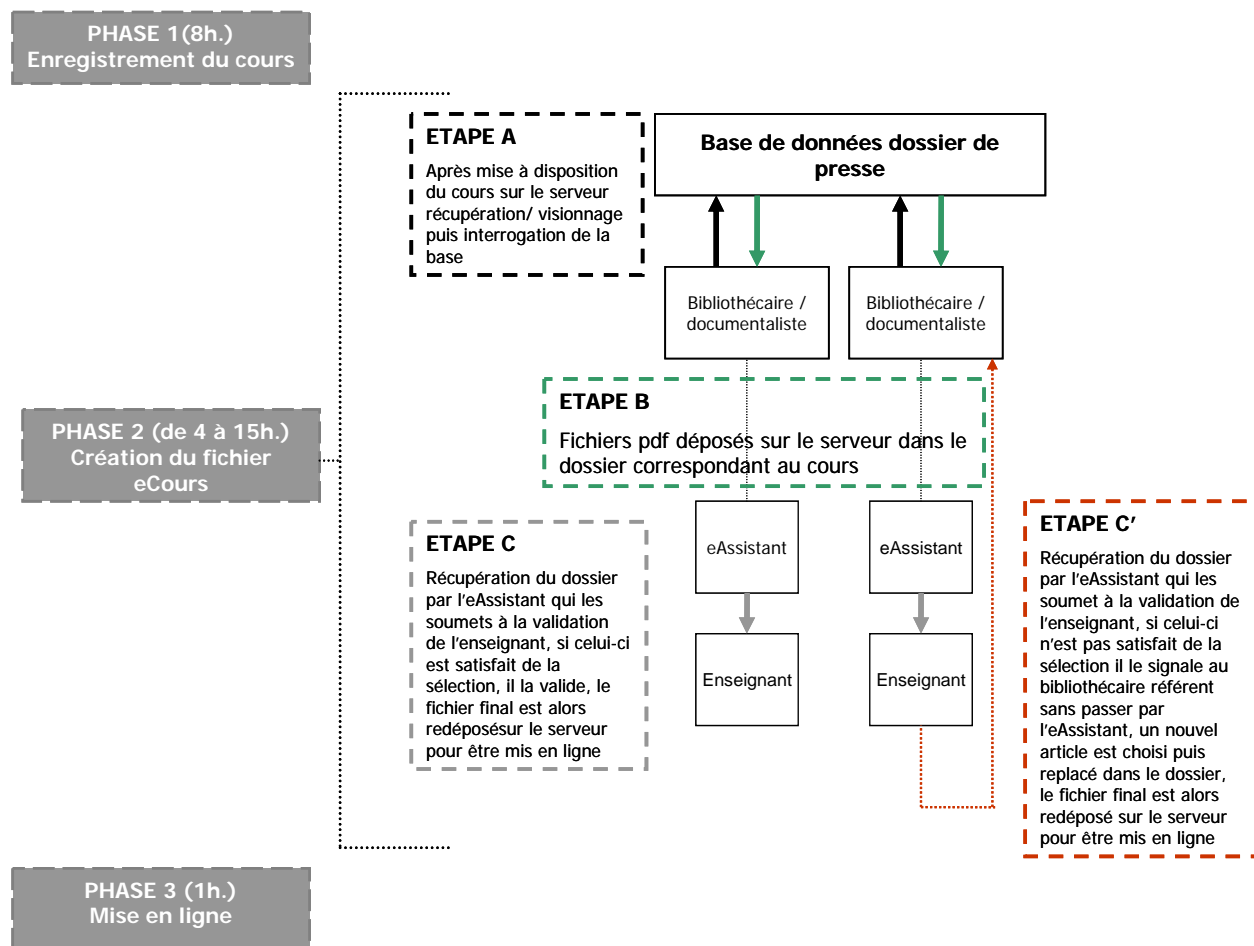 PHASE 1(8h.)
Enregistrement du cours
ETAPE A
Après mise à disposition
du cours sur le serveur
récupération/ visionnage
puis interrogation de la
base
Base de données dossier de
presse
Bibliothécaire /
documentaliste
Bibliothécaire /
documentaliste
ETAPE B
Fichiers pdf déposés sur le serveur dans le
dossier correspondant au cours
PHASE 2 (de 4 à 15h.)
Création du fichier
eCours
ETAPE C
Récupération du dossier
par l'eAssistant qui les
soumets à la validation
de l'enseignant, si celui-ci
est satisfait de la
sélection, il la valide, le
fichier final est alors
redéposésur le serveur
pour être mis en ligne
eAssistant
Enseignant
eAssistant
Enseignant
ETAPE C'
Récupération du dossier
par l'eAssistant qui les
soumet à la validation de
l'enseignant, si celui-ci
n'est pas satisfait de la
sélection il le signale au
bibliothécaire référent
sans passer par
l'eAssistant, un nouvel
article est choisi puis
replacé dans le dossier,
le fichier final est alors
redéposé sur le serveur
pour être mis en ligne
PHASE 3 (1h.)
Mise en ligne